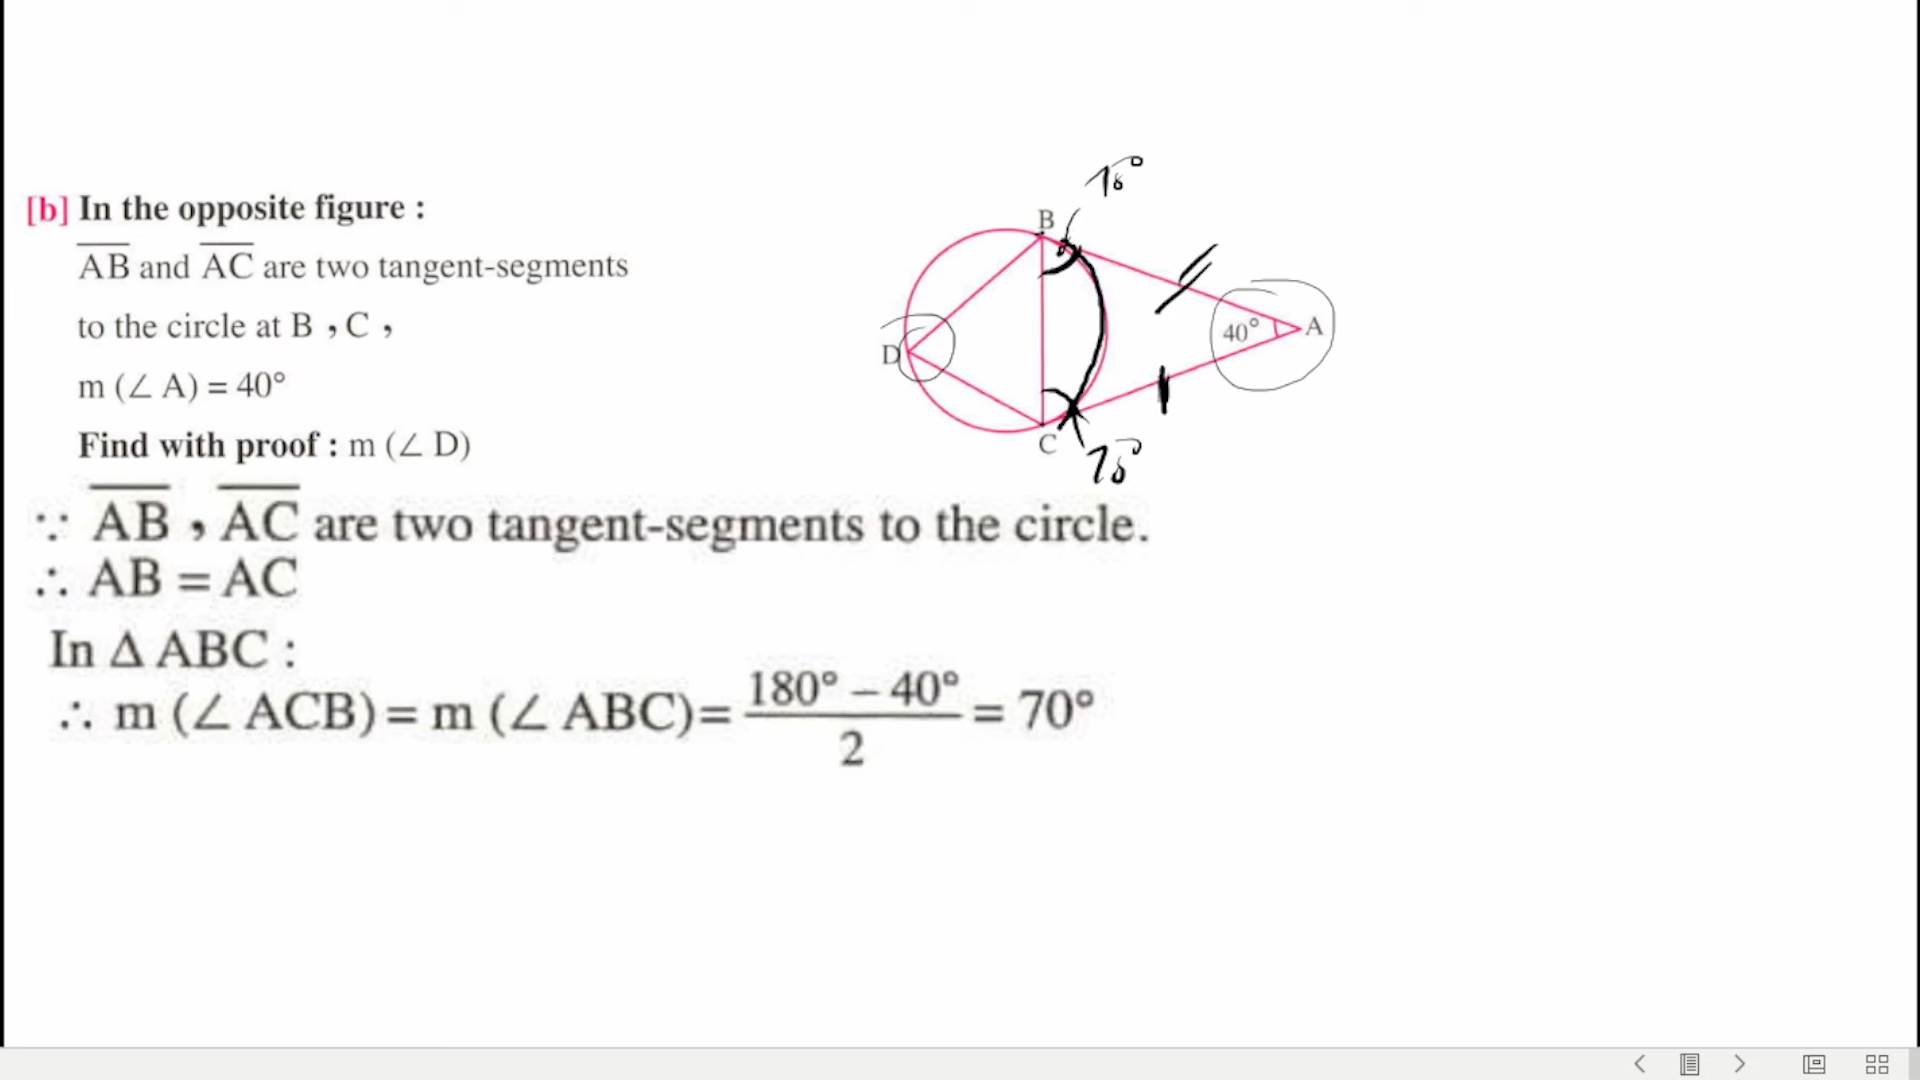 [b] In the opposite figure :
AB and AC are two tangent-segments
to the circle at B , C ,
m (∠ A) = 40°
Find with proof : m (∠ D)
70°
B
40°
A
D
C
70°
∵ AB , AC are two tangent-segments to the circle.
∴ AB = AC
In Δ ABC :
∴ m (∠ ACB) = m (∠ ABC) = 180° – 40° / 2 = 70°